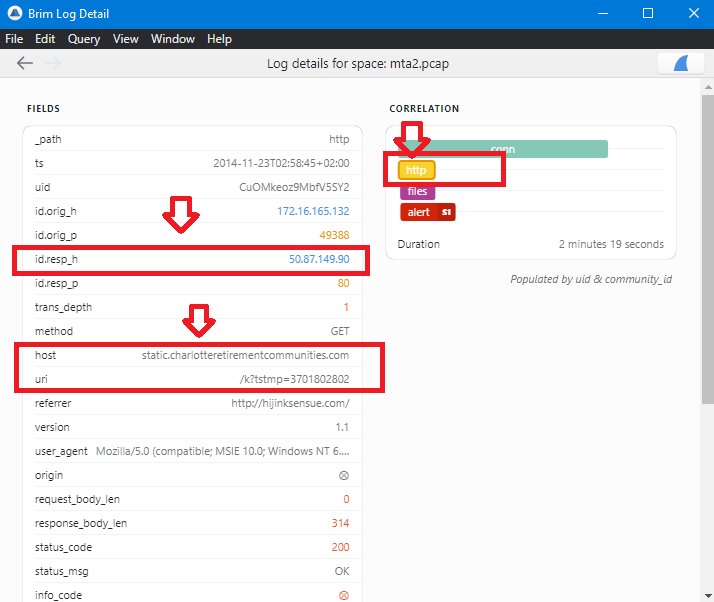 Brim Log Detail
File Edit Query View Window Help
Log details for space: mta2.pcap
FIELDS
_path http
ts 2014-11-23T02:58:45+02:00
uid CuOMkeoz9MbfV5SY2
id.orig_h 172.16.165.132
id.orig_p 49388
id.resp_h 50.87.149.90
id.resp_p 80
trans_depth 1
method GET
host static.charlotteretirementcommunities.com
uri /k?tstmp=3701802802
referrer http://hijinksensue.com/
version 1.1
user_agent Mozilla/5.0 (compatible; MSIE 10.0; Windows NT 6....
origin
request_body_len 0
response_body_len 314
status_code 200
status_msg OK
info_code
CORRELATION
conn
http
files
alert S1
Duration 2 minutes 19 seconds
Populated by uid & community_id